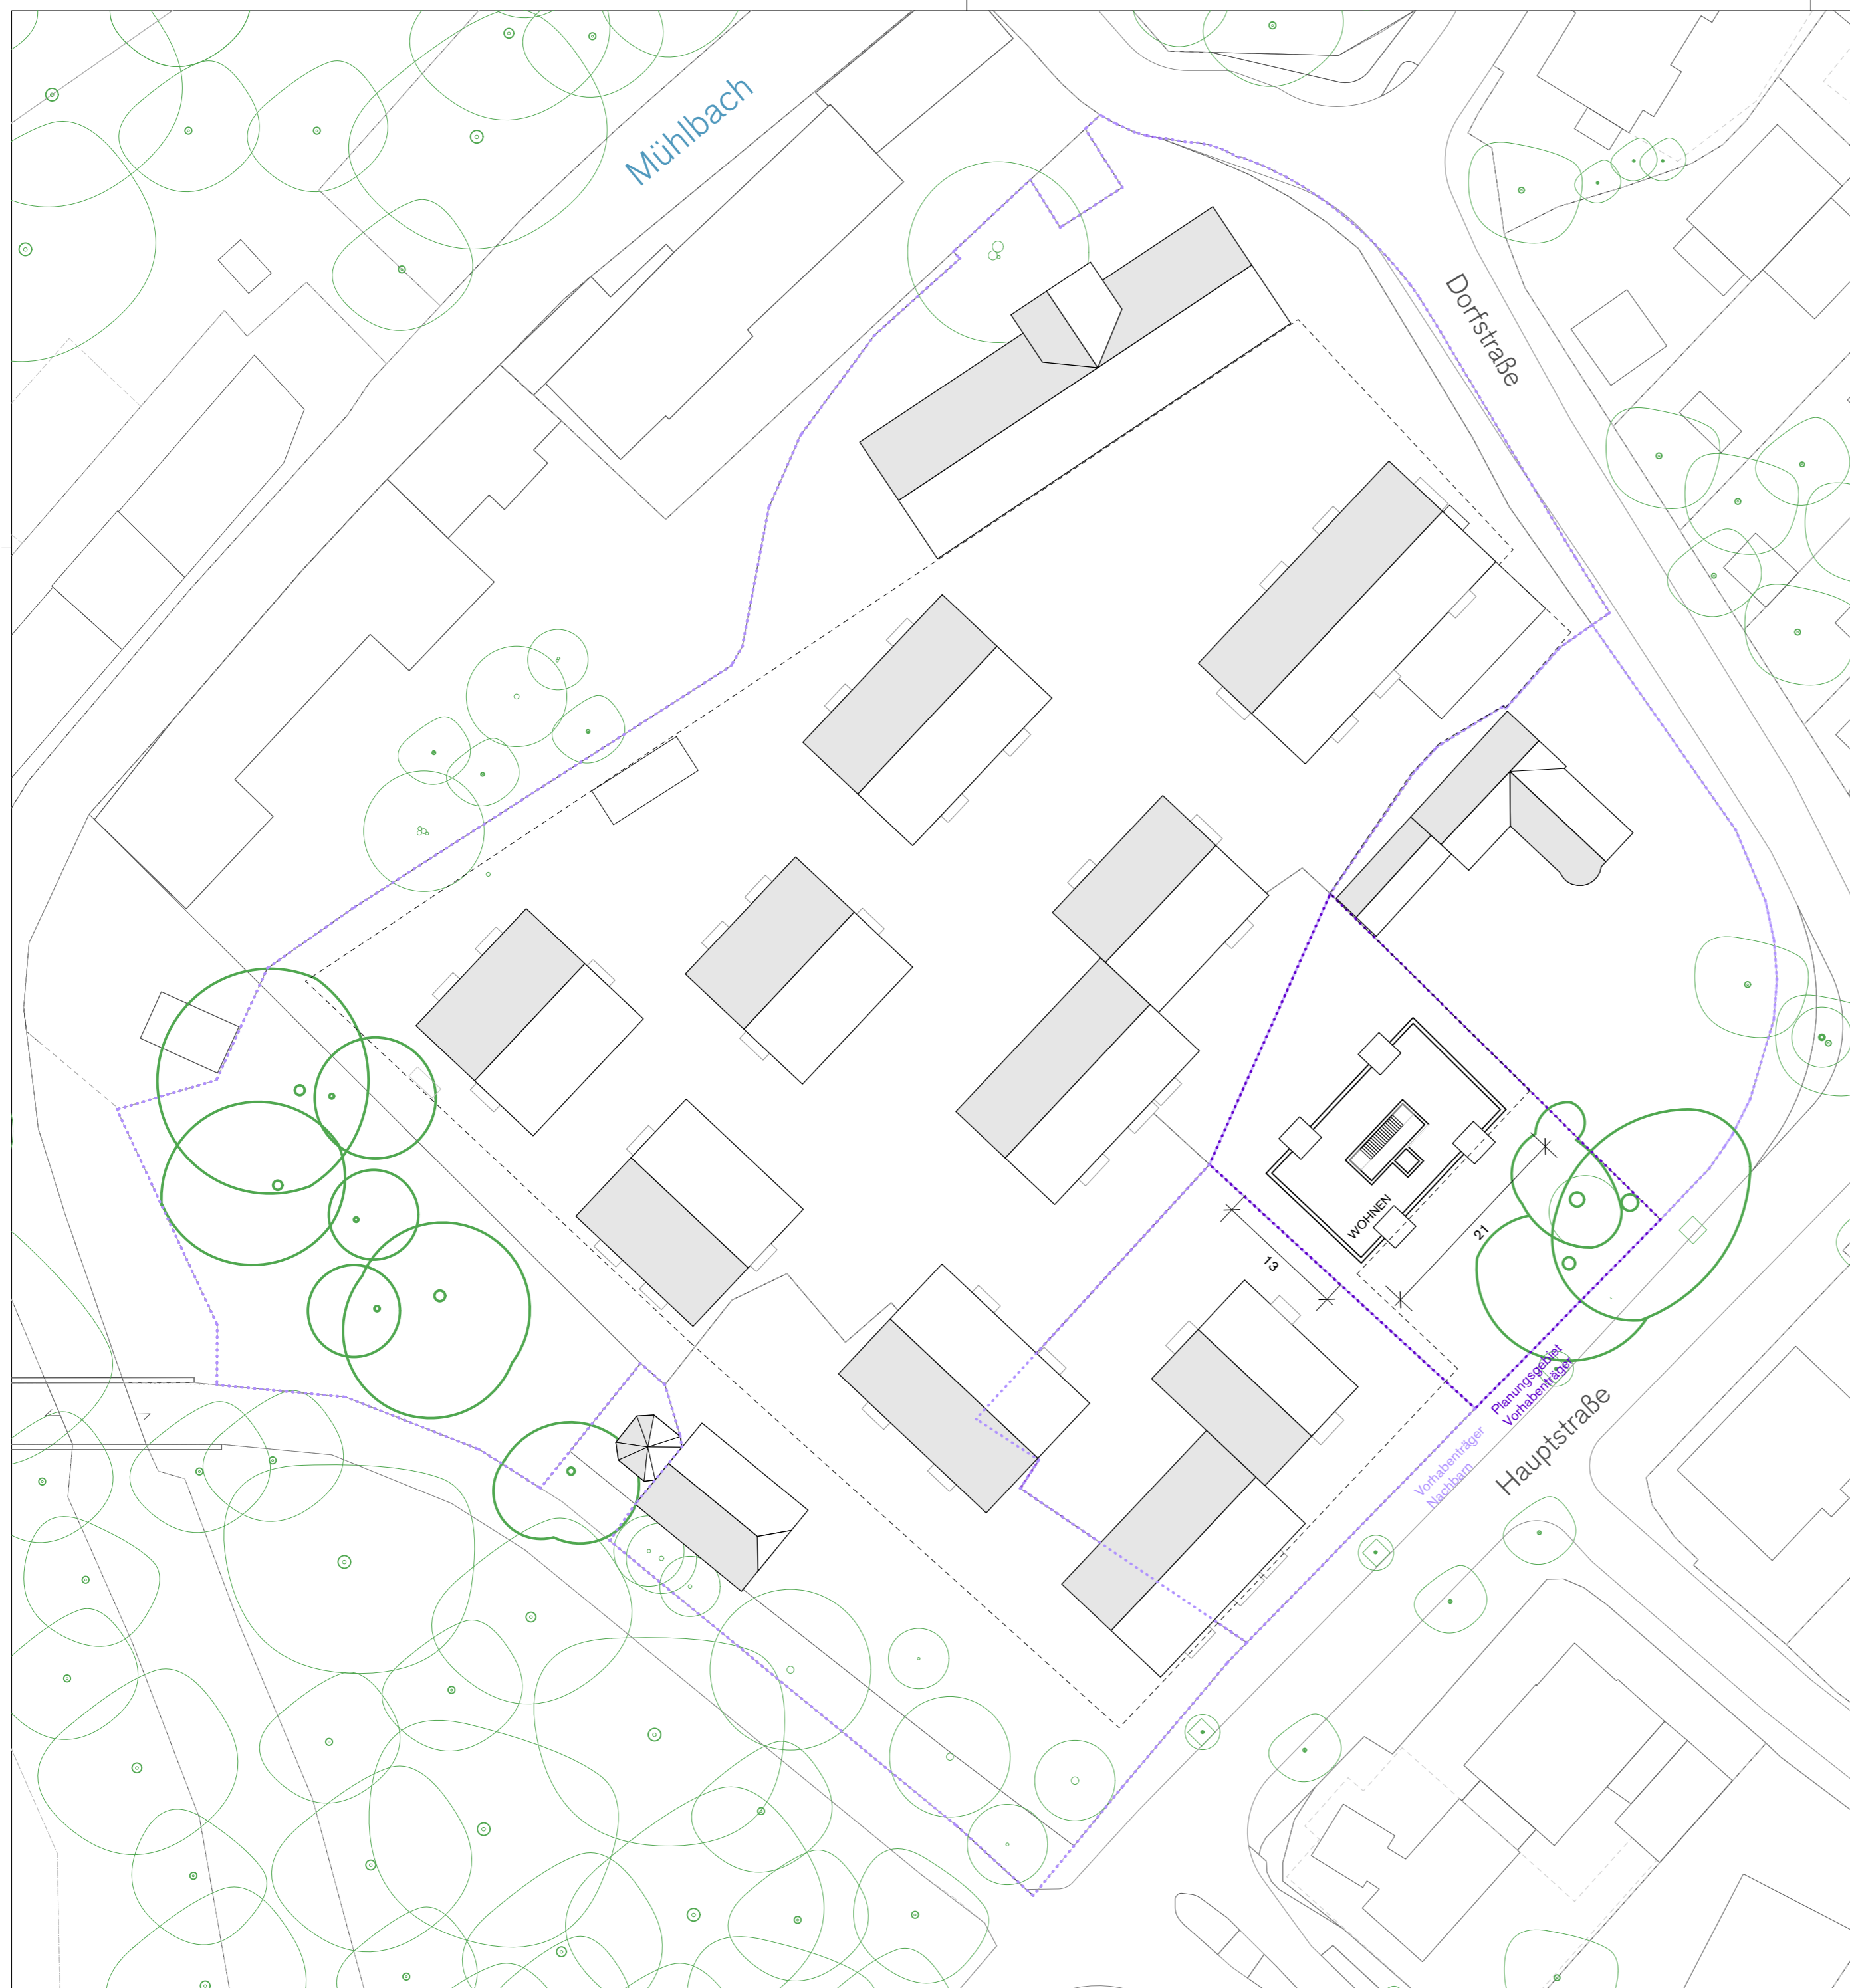 Mühlbach
Dorfstraße
WOHNEN
13
21
Planungsgebiet
Vorhabenträger
Vorhabenträger
Nachbarn
Hauptstraße